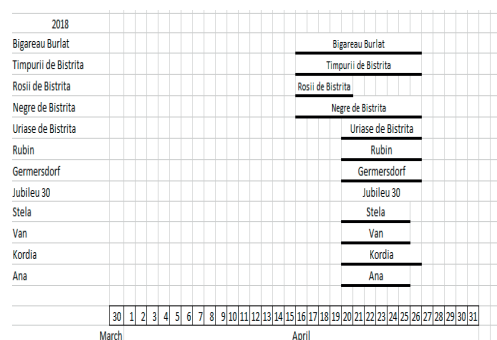 2018
Bigareau Burlat Bigareau Burlat
Timpurii de Bistrita Timpurii de Bistrita
Rosii de Bistrita Rosii de Bistrita
Negre de Bistrita Negre de Bistrita
Uriase de Bistrita Uriase de Bistrita
Rubin Rubin
Germersdorf Germersdorf
Jubileu 30 Jubileu 30
Stela Stela
Van Van
Kordia Kordia
Ana Ana
30 1 2 3 4 5 6 7 8 9 10 11 12 13 14 15 16 17 18 19 20 21 22 23 24 25 26 27 28 29 30 31
March April